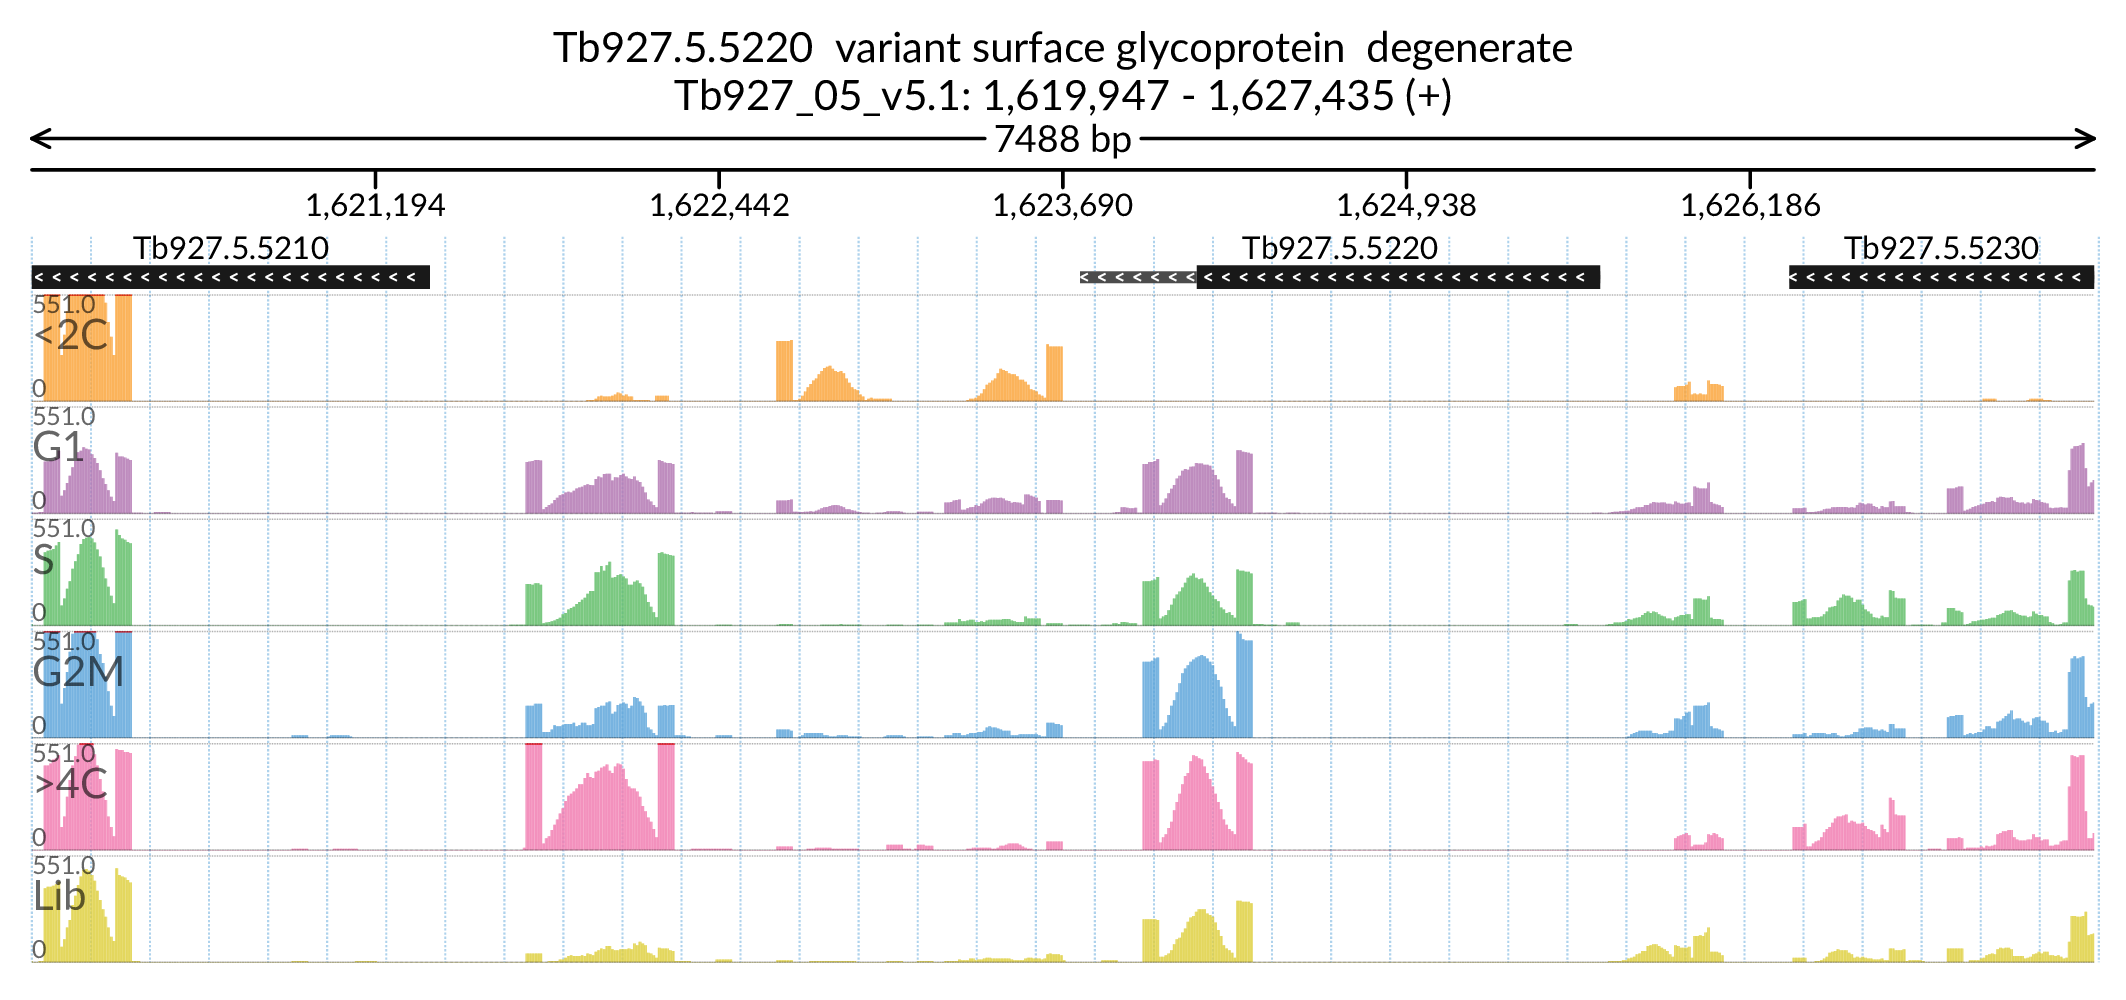 Tb927.5.5220 variant surface glycoprotein degenerate
Tb927_05_v5.1: 1,619,947 - 1,627,435 (+)
7488 bp
1,621,194 1,622,442 1,623,690 1,624,938 1,626,186
Tb927.5.5210 Tb927.5.5220 Tb927.5.5230
551.0
<2C
0
551.0
G1
0
551.0
S
0
551.0
G2M
0
551.0
>4C
0
551.0
Lib
0